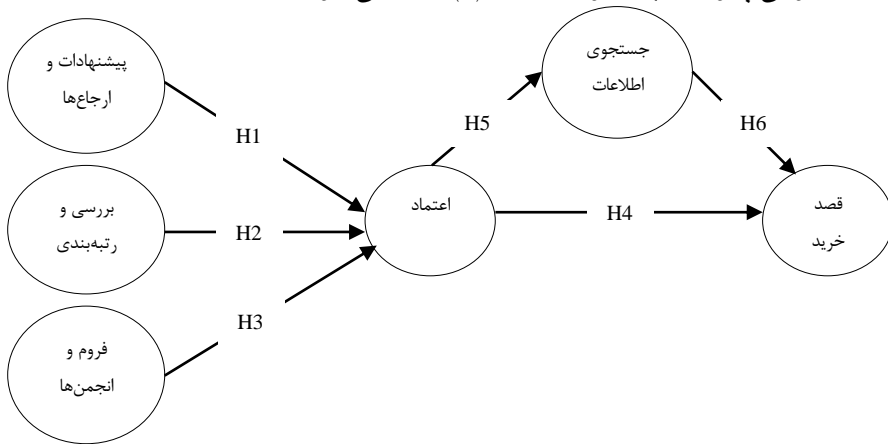 پیشنهادات و
ارجاع‌ها
جستجوی
اطلاعات
H1
H5
H6
بررسی و
رتبه‌بندی
اعتماد
قصد
خرید
H2
H4
فروم و
انجمن‌ها
H3